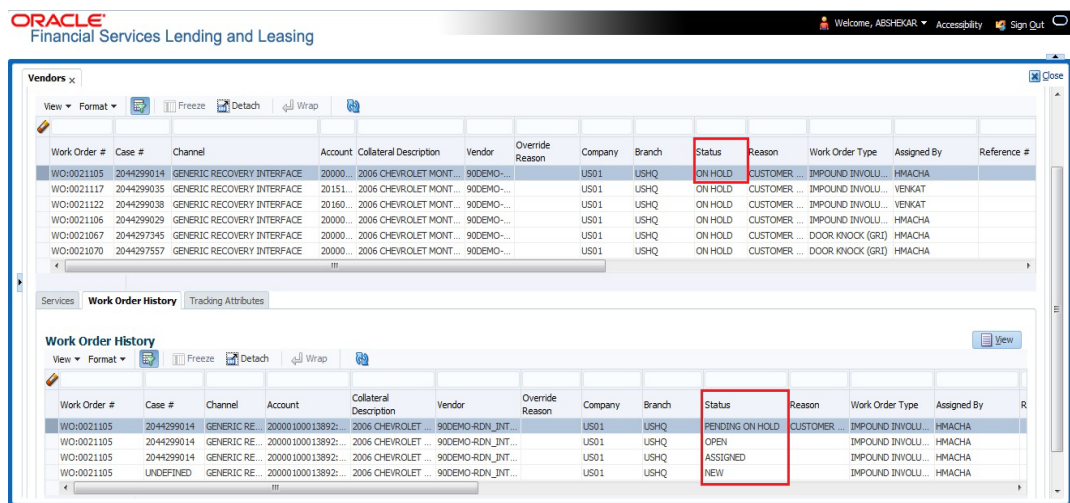 ORACLE
Welcome, ABSHEKAR Accessibility Sign Out
Financial Services Lending and Leasing
Vendors x Close
View Format Freeze Detach Wrap
Work Order # Case # Channel Account Collateral Description Vendor Override Reason Company Branch Status Reason Work Order Type Assigned By Reference #
WO:0021105 2044299014 GENERIC RECOVERY INTERFACE 20000... 2006 CHEVROLET MONT... 90DEMO-... US01 USHQ ON HOLD CUSTOMER ... IMPOUND INVOLU... HMACHA
WO:0021117 2044299035 GENERIC RECOVERY INTERFACE 20151... 2006 CHEVROLET MONT... 90DEMO-... US01 USHQ ON HOLD CUSTOMER ... IMPOUND INVOLU... VENKAT
WO:0021122 2044299038 GENERIC RECOVERY INTERFACE 20160... 2006 CHEVROLET MONT... 90DEMO-... US01 USHQ ON HOLD CUSTOMER ... IMPOUND INVOLU... VENKAT
WO:0021106 2044299029 GENERIC RECOVERY INTERFACE 20000... 2006 CHEVROLET MONT... 90DEMO-... US01 USHQ ON HOLD CUSTOMER ... IMPOUND INVOLU... HMACHA
WO:0021067 2044297345 GENERIC RECOVERY INTERFACE 20000... 2006 CHEVROLET MONT... 90DEMO-... US01 USHQ ON HOLD CUSTOMER ... DOOR KNOCK (GRI) HMACHA
WO:0021070 2044297557 GENERIC RECOVERY INTERFACE 20000... 2006 CHEVROLET MONT... 90DEMO-... US01 USHQ ON HOLD CUSTOMER ... DOOR KNOCK (GRI) HMACHA
Services Work Order History Tracking Attributes
Work Order History View
View Format Freeze Detach Wrap
Work Order # Case # Channel Account Collateral Description Vendor Override Reason Company Branch Status Reason Work Order Type Assigned By R
WO:0021105 2044299014 GENERIC RE... 20000100013892:... 2006 CHEVROLET ... 90DEMO-RDN_INT... US01 USHQ PENDING ON HOLD CUSTOMER ... IMPOUND INVOLU... HMACHA
WO:0021105 2044299014 GENERIC RE... 20000100013892:... 2006 CHEVROLET ... 90DEMO-RDN_INT... US01 USHQ OPEN IMPOUND INVOLU... HMACHA
WO:0021105 2044299014 GENERIC RE... 20000100013892:... 2006 CHEVROLET ... 90DEMO-RDN_INT... US01 USHQ ASSIGNED IMPOUND INVOLU... HMACHA
WO:0021105 UNDEFINED GENERIC RE... 20000100013892:... 2006 CHEVROLET ... 90DEMO-RDN_INT... US01 USHQ NEW IMPOUND INVOLU... HMACHA